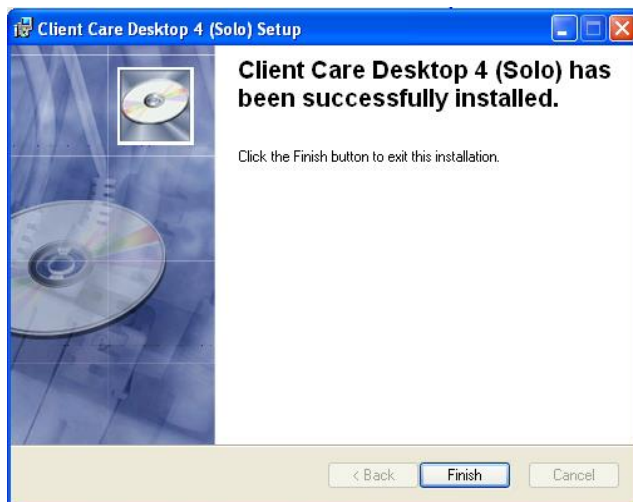 Client Care Desktop 4 (Solo) Setup
Client Care Desktop 4 (Solo) has
been successfully installed.
Click the Finish button to exit this installation.
< Back Finish Cancel